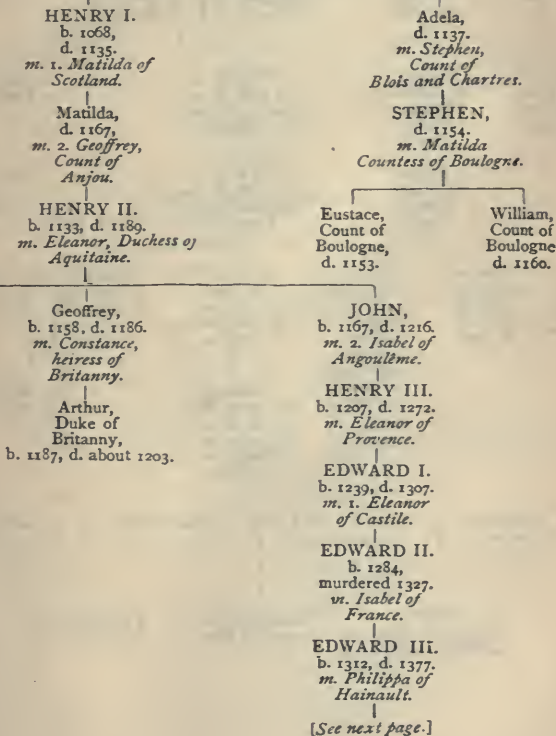 HENRY I.
b. 1068,
d. 1135.
m. 1. Matilda of
Scotland.
Matilda,
d. 1167,
m. 2. Geoffrey,
Count of
Anjou.
HENRY II.
b. 1133, d. 1189.
m. Eleanor, Duchess of
Aquitaine.
Geoffrey,
b. 1158, d. 1186.
m. Constance,
heiress of
Britanny.
Arthur,
Duke of
Britanny,
b. 1187, d. about 1203.
Adela,
d. 1137.
m. Stephen,
Count of
Blois and Chartres.
STEPHEN,
d. 1154.
m. Matilda
Countess of Boulogne.
Eustace,
Count of
Boulogne,
d. 1153.
William,
Count of
Boulogne
d. 1160.
JOHN,
b. 1167, d. 1216.
m. 2. Isabel of
Angoulême.
HENRY III.
b. 1207, d. 1272.
m. Eleanor of
Provence.
EDWARD I.
b. 1239, d. 1307.
m. 1. Eleanor
of Castile.
EDWARD II.
b. 1284,
murdered 1327.
m. Isabel of
France.
EDWARD III.
b. 1312, d. 1377.
m. Philippa of
Hainault.
[See next page.]